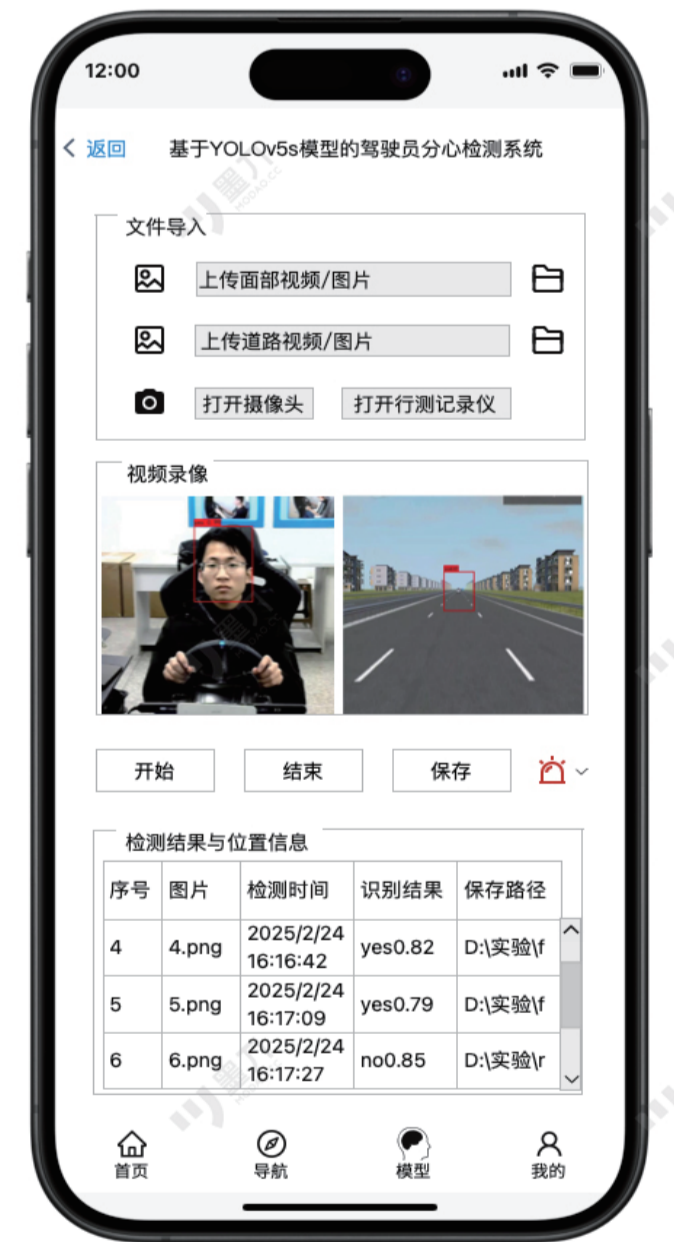 12:00
返回 基于YOLOv5s模型的驾驶员分心检测系统
文件导入
上传面部视频/图片
上传道路视频/图片
打开摄像头 打开行测记录仪
视频录像
开始 结束 保存
检测结果与位置信息
序号 图片 检测时间 识别结果 保存路径
4 4.png 2025/2/24 16:16:42 yes0.82 D:\实验\f
5 5.png 2025/2/24 16:17:09 yes0.79 D:\实验\f
6 6.png 2025/2/24 16:17:27 no0.85 D:\实验\r
首页 导航 模型 我的
墨刀
MODAO.CC